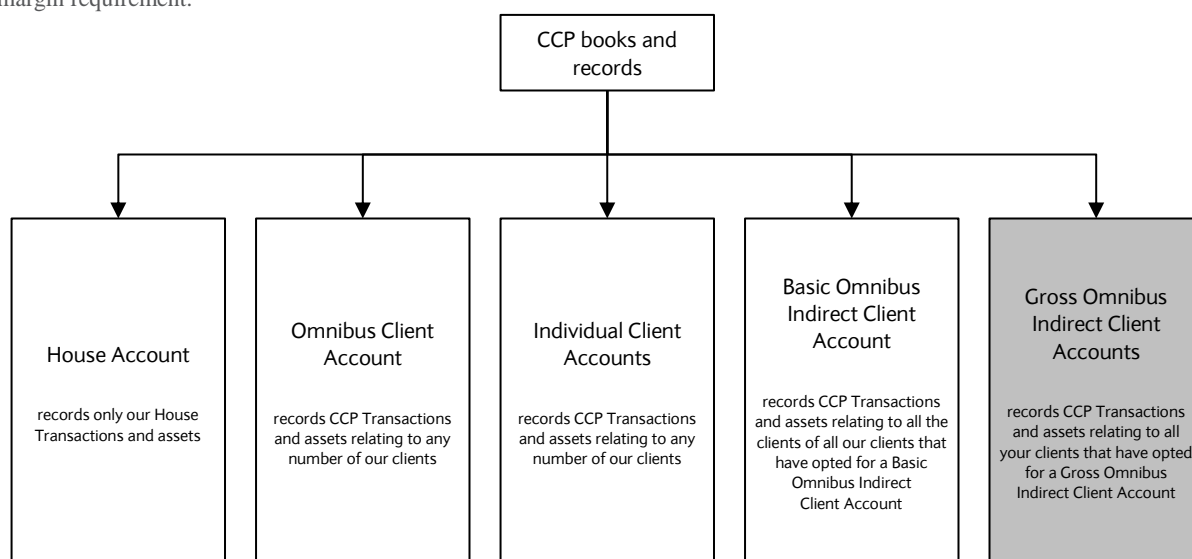 margin requirement.
CCP books and
records
House Account
records only our House
Transactions and assets
Omnibus Client
Account
records CCP Transactions
and assets relating to any
number of our clients
Individual Client
Accounts
records CCP Transactions
and assets relating to any
number of our clients
Basic Omnibus
Indirect Client
Account
records CCP Transactions
and assets relating to all the
clients of all our clients that
have opted for a Basic
Omnibus Indirect
Client Account
Gross Omnibus
Indirect Client
Accounts
records CCP Transactions
and assets relating to all
your clients that have opted
for a Gross Omnibus
Indirect Client Account